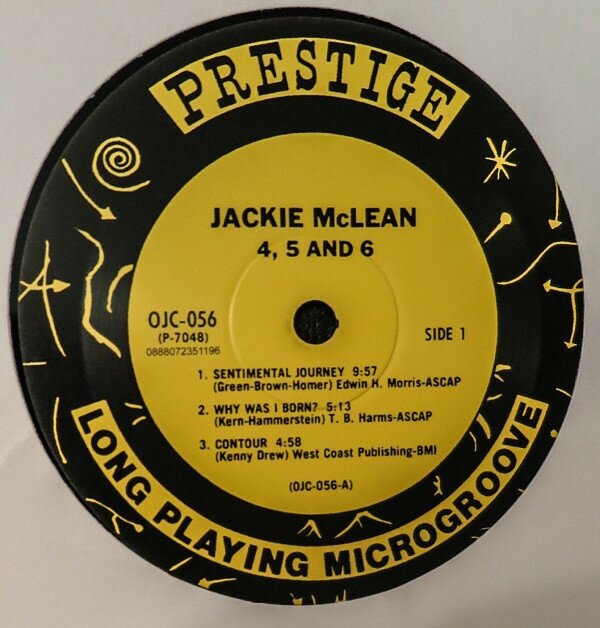 PRESTIGE
JACKIE McLEAN
4, 5 AND 6
OJC-056
(P-7048)
0888072351196
SIDE 1
1. SENTIMENTAL JOURNEY 9:57
(Green-Brown-Homer) Edwin H. Morris-ASCAP
2. WHY WAS I BORN? 5:13
(Kern-Hammerstein) T. B. Harms-ASCAP
3. CONTOUR 4:58
(Kenny Drew) West Coast Publishing-BMI
(OJC-056-A)
LONG PLAYING MICROGROOVE